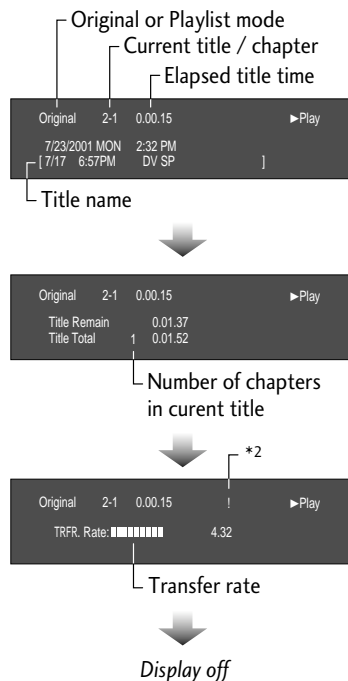 Original or Playlist mode
Current title / chapter
Elapsed title time
Original 2-1 0.00.15 ►Play
7/23/2001 MON 2:32 PM
[ 7/17 6:57PM DV SP ]
Title name
Original 2-1 0.00.15 ►Play
Title Remain 0.01.37
Title Total 1 0.01.52
Number of chapters
in curent title
*2
Original 2-1 0.00.15 ! ►Play
TRFR. Rate: 4.32
Transfer rate
Display off